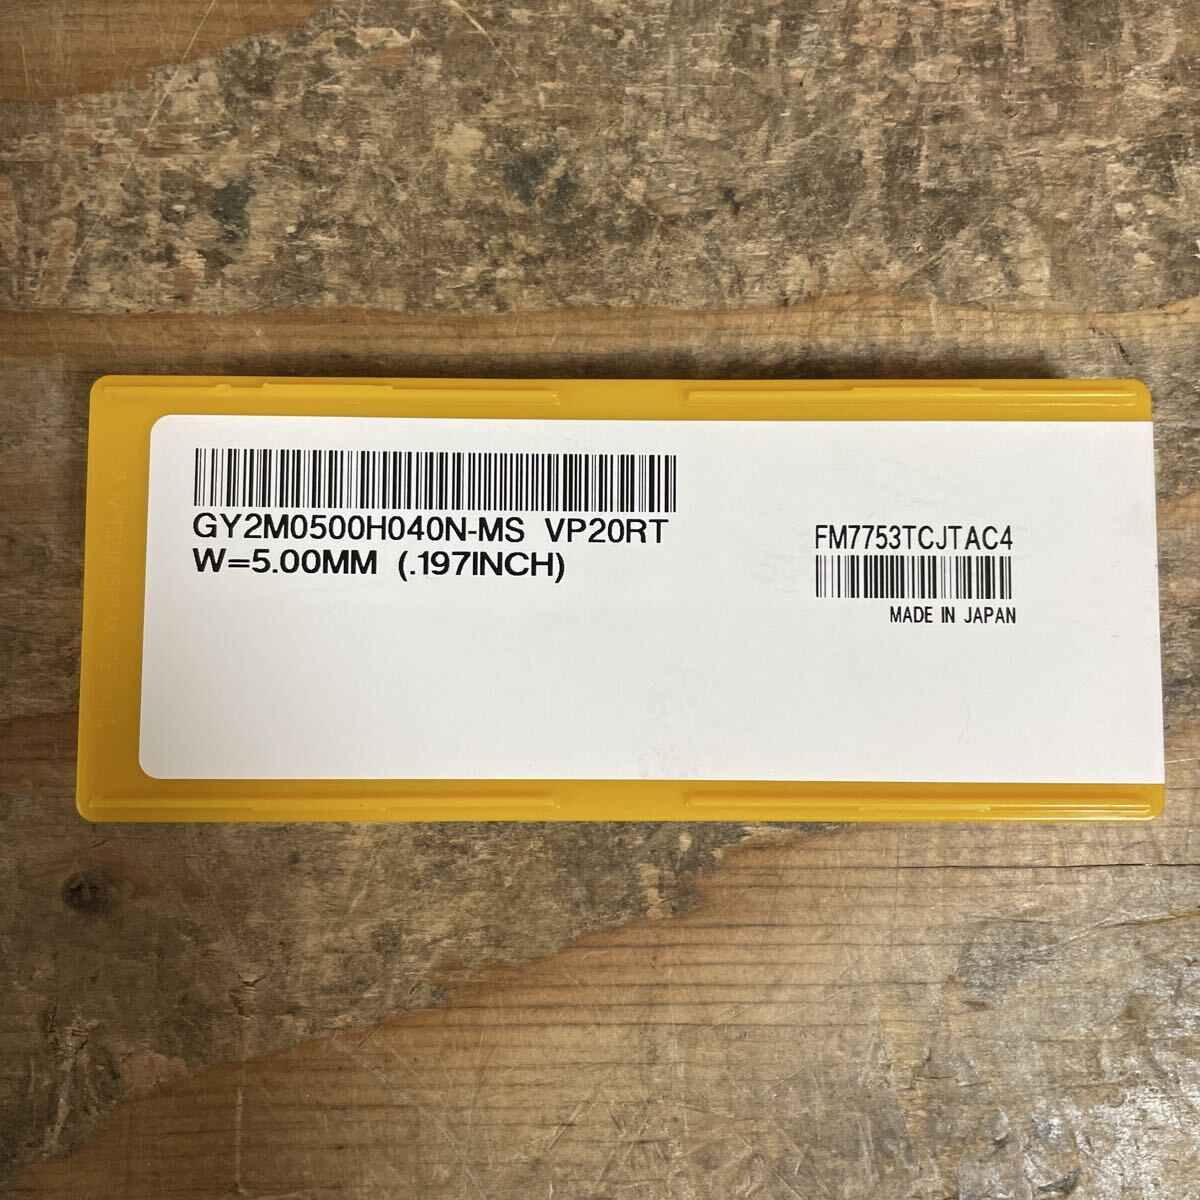 GY2M0500H040N-MS VP20RT
W=5.00MM (.197INCH)
FM7753TCJTAC4
MADE IN JAPAN